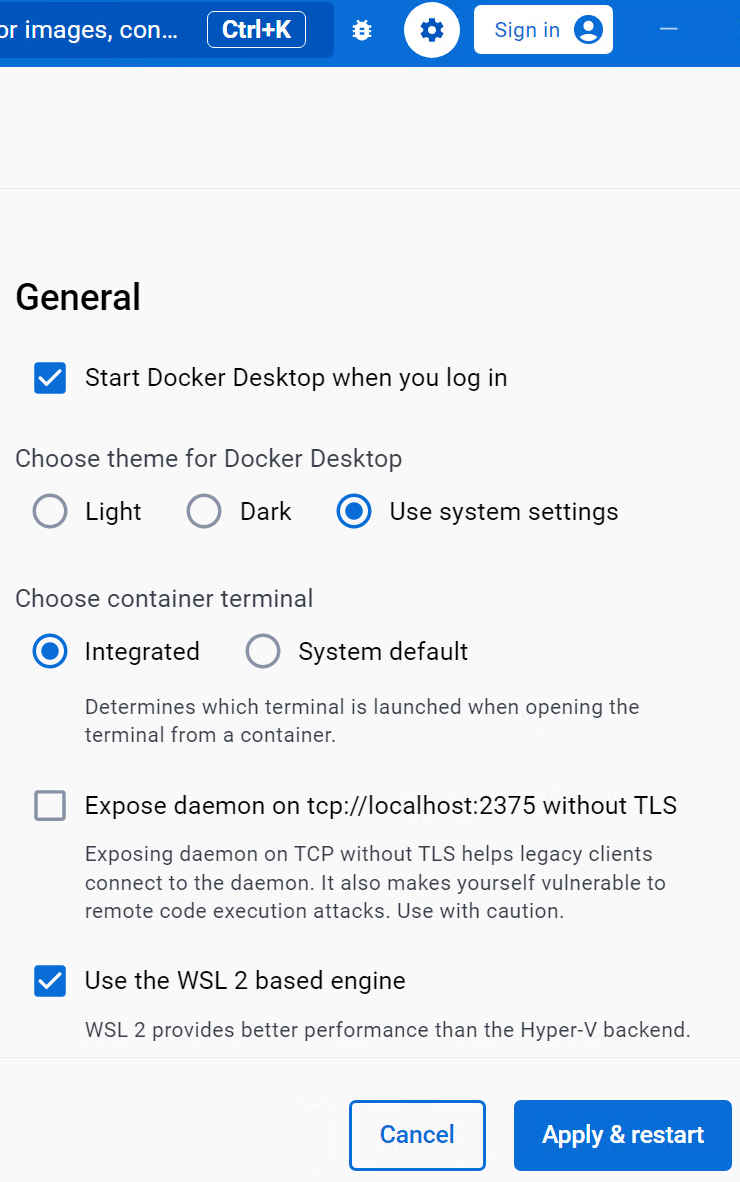 or images, con... Ctrl+K Sign in
General
Start Docker Desktop when you log in
Choose theme for Docker Desktop
Light Dark Use system settings
Choose container terminal
Integrated System default
Determines which terminal is launched when opening the
terminal from a container.
Expose daemon on tcp://localhost:2375 without TLS
Exposing daemon on TCP without TLS helps legacy clients
connect to the daemon. It also makes yourself vulnerable to
remote code execution attacks. Use with caution.
Use the WSL 2 based engine
WSL 2 provides better performance than the Hyper-V backend.
Cancel Apply & restart